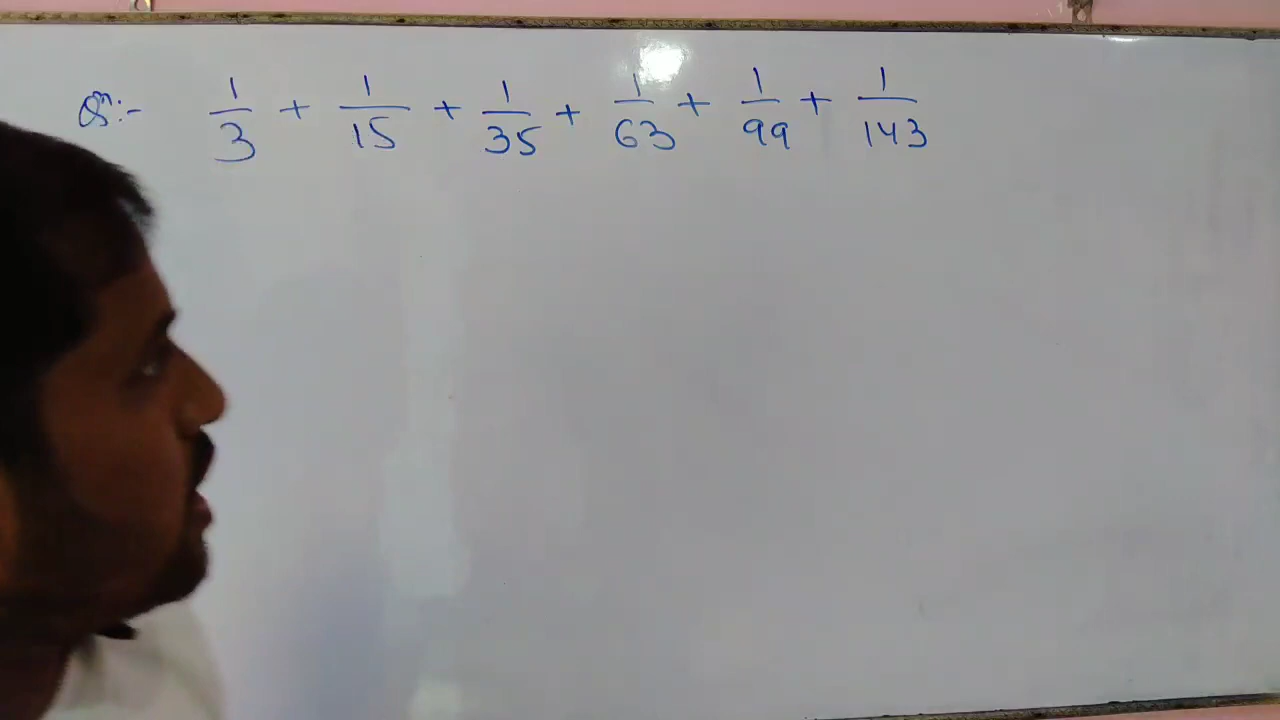 Qⁿ:- 1/3 + 1/15 + 1/35 + 1/63 + 1/99 + 1/143